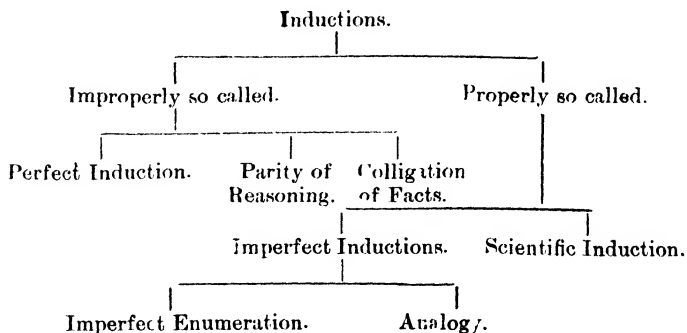 Inductions.
Improperly so called. Properly so called.
Perfect Induction. Parity of Colligation
Reasoning. of Facts.
Imperfect Inductions. Scientific Induction.
Imperfect Enumeration. Analogy.